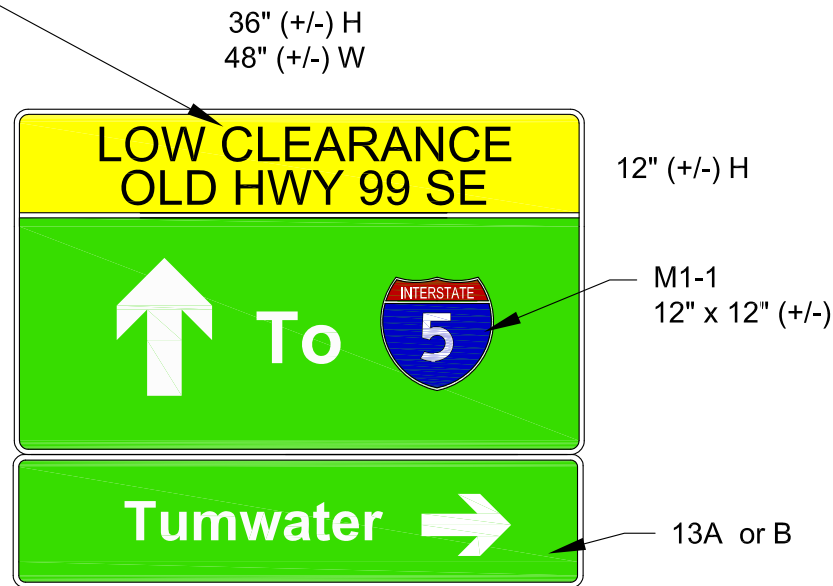 36" (+/-) H
48" (+/-) W
LOW CLEARANCE
OLD HWY 99 SE
12" (+/-) H
M1-1
12" x 12" (+/-)
INTERSTATE
To 5
Tumwater
13A or B